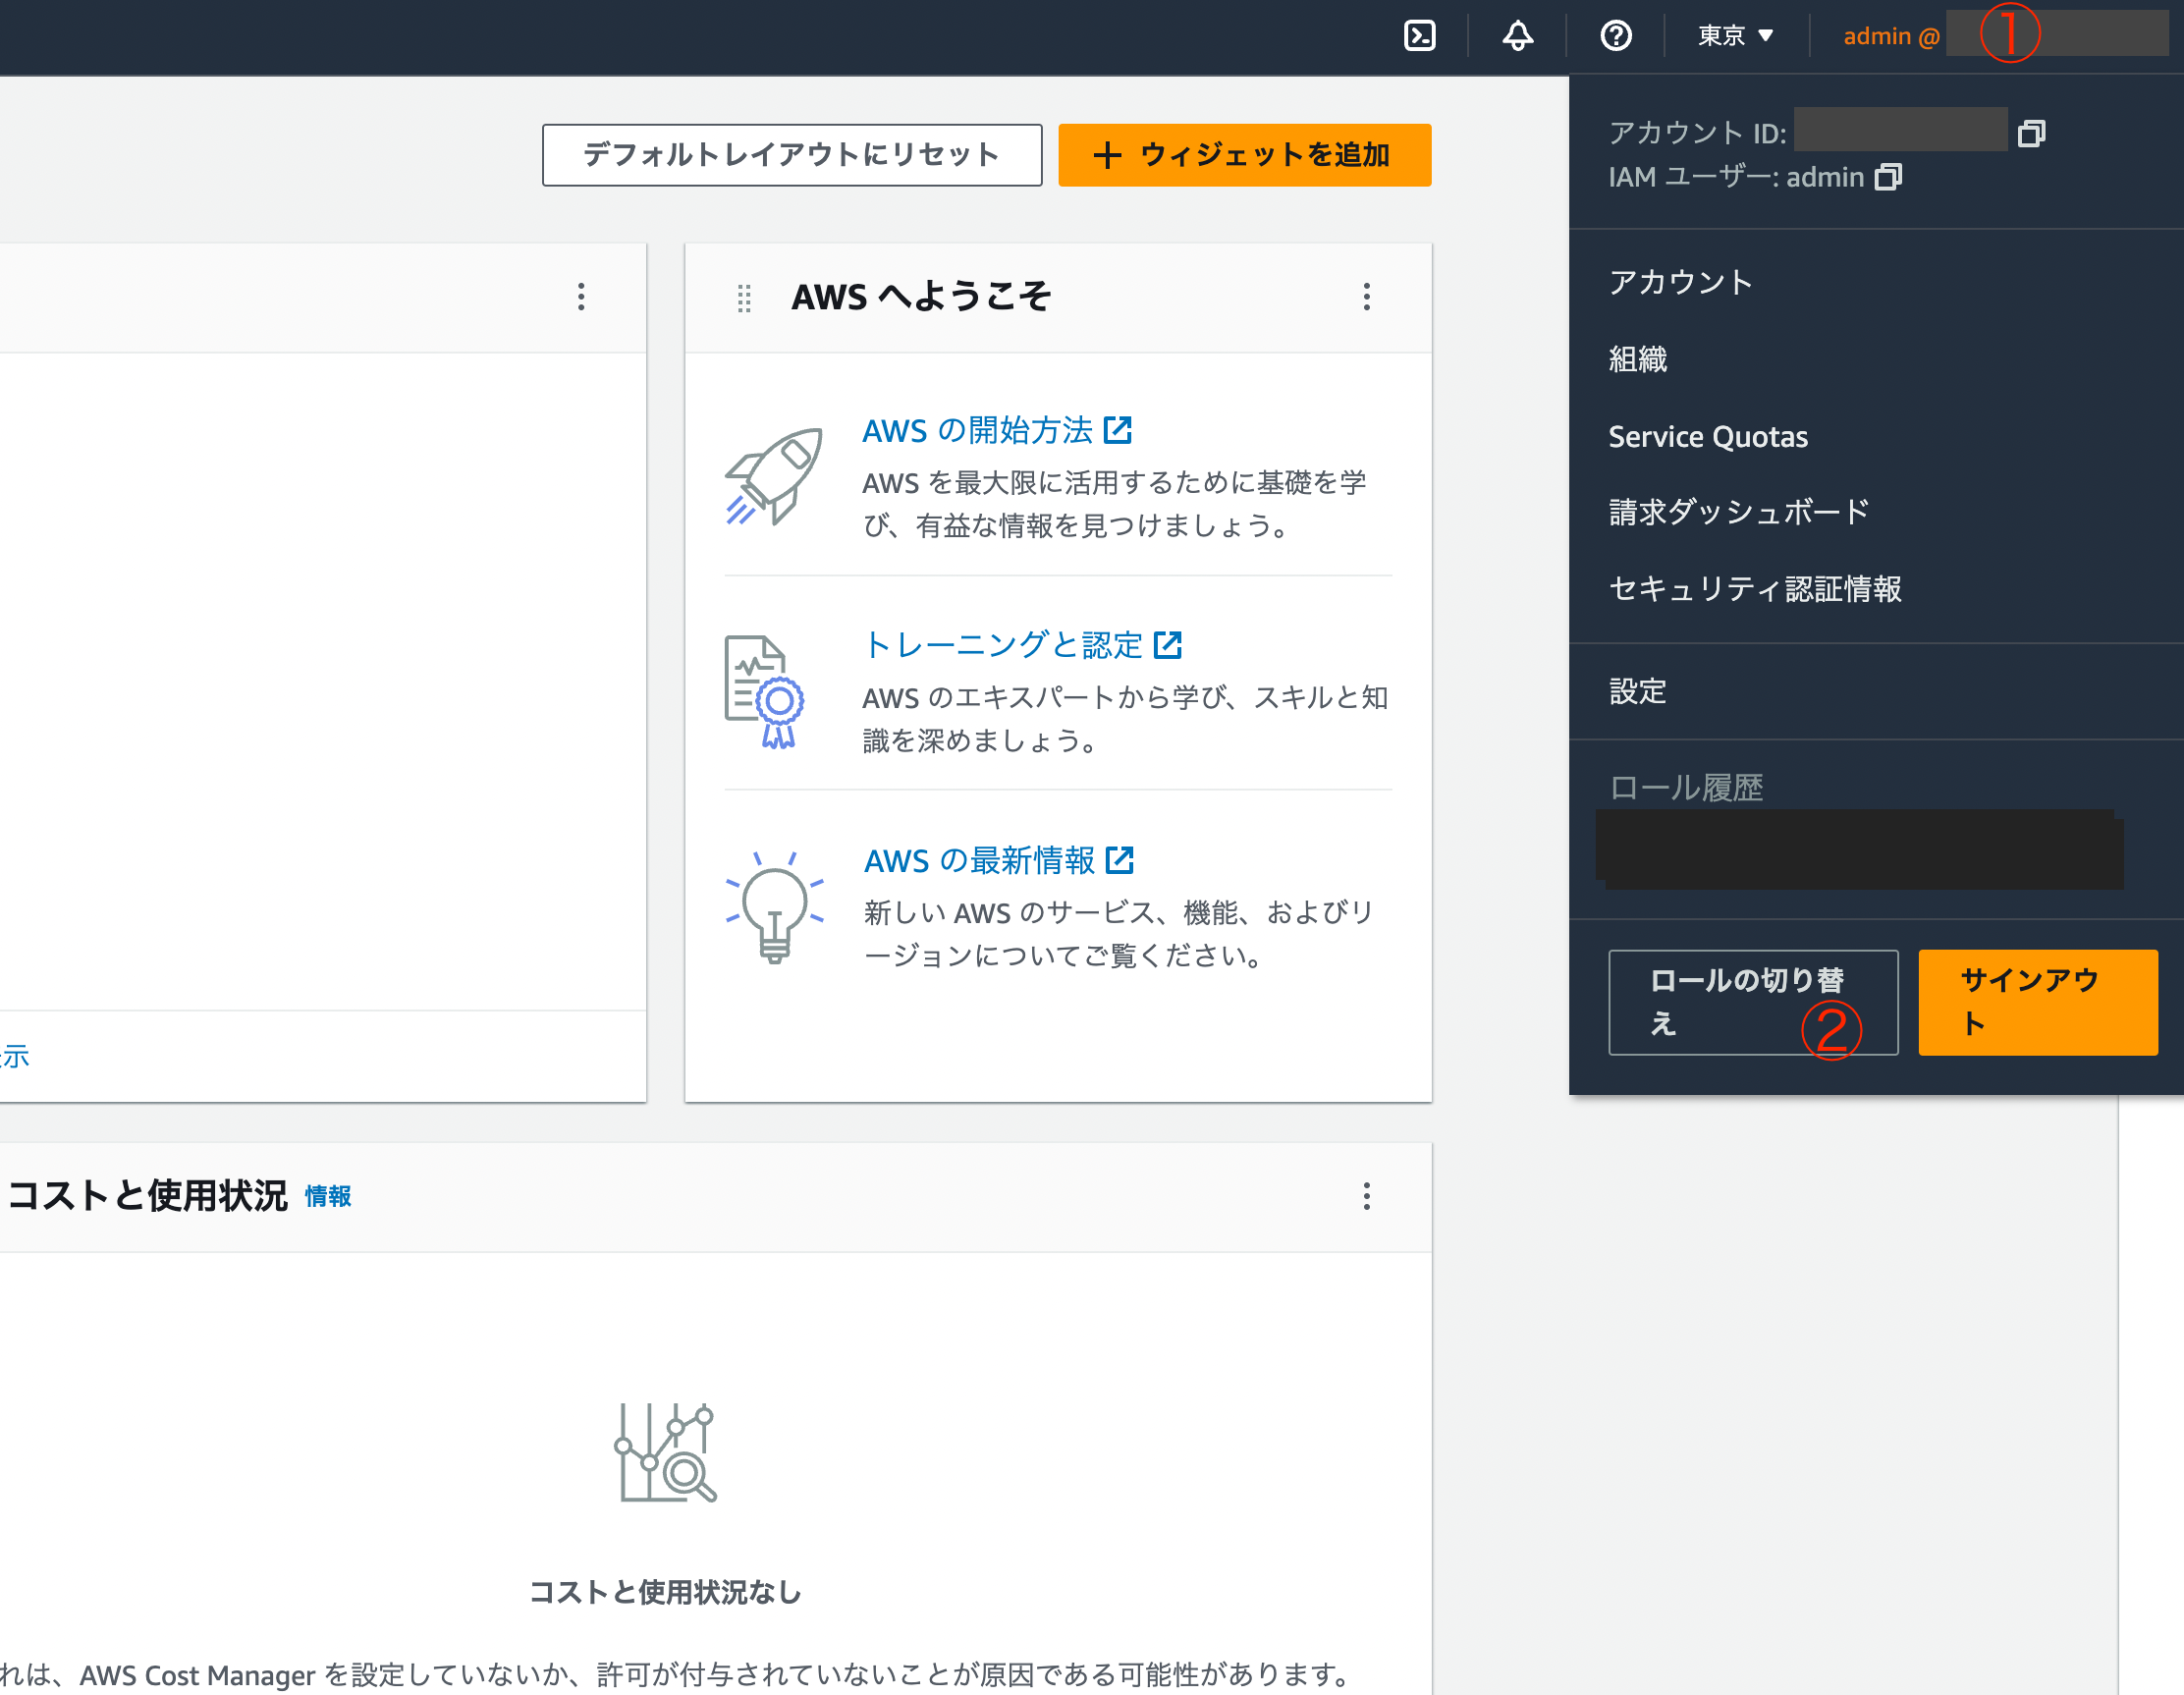 東京 ▼
admin @
①
アカウント ID:
IAM ユーザー: admin
アカウント
組織
Service Quotas
請求ダッシュボード
セキュリティ認証情報
設定
ロール履歴
ロールの切り替
え
②
サインアウ
ト
デフォルトレイアウトにリセット
+ ウィジェットを追加
AWS へようこそ
AWS の開始方法
AWS を最大限に活用するために基礎を学
び、有益な情報を見つけましょう。
トレーニングと認定
AWS のエキスパートから学び、スキルと知
識を深めましょう。
AWS の最新情報
新しい AWS のサービス、機能、およびリ
ージョンについてご覧ください。
示
コストと使用状況 情報
コストと使用状況なし
れは、AWS Cost Manager を設定していないか、許可が付与されていないことが原因である可能性があります。